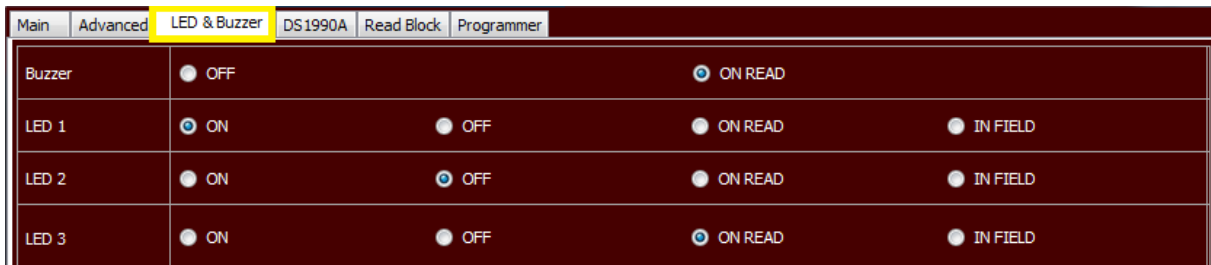 Main Advanced LED & Buzzer DS1990A Read Block Programmer
Buzzer OFF ON READ
LED 1 ON OFF ON READ IN FIELD
LED 2 ON OFF ON READ IN FIELD
LED 3 ON OFF ON READ IN FIELD